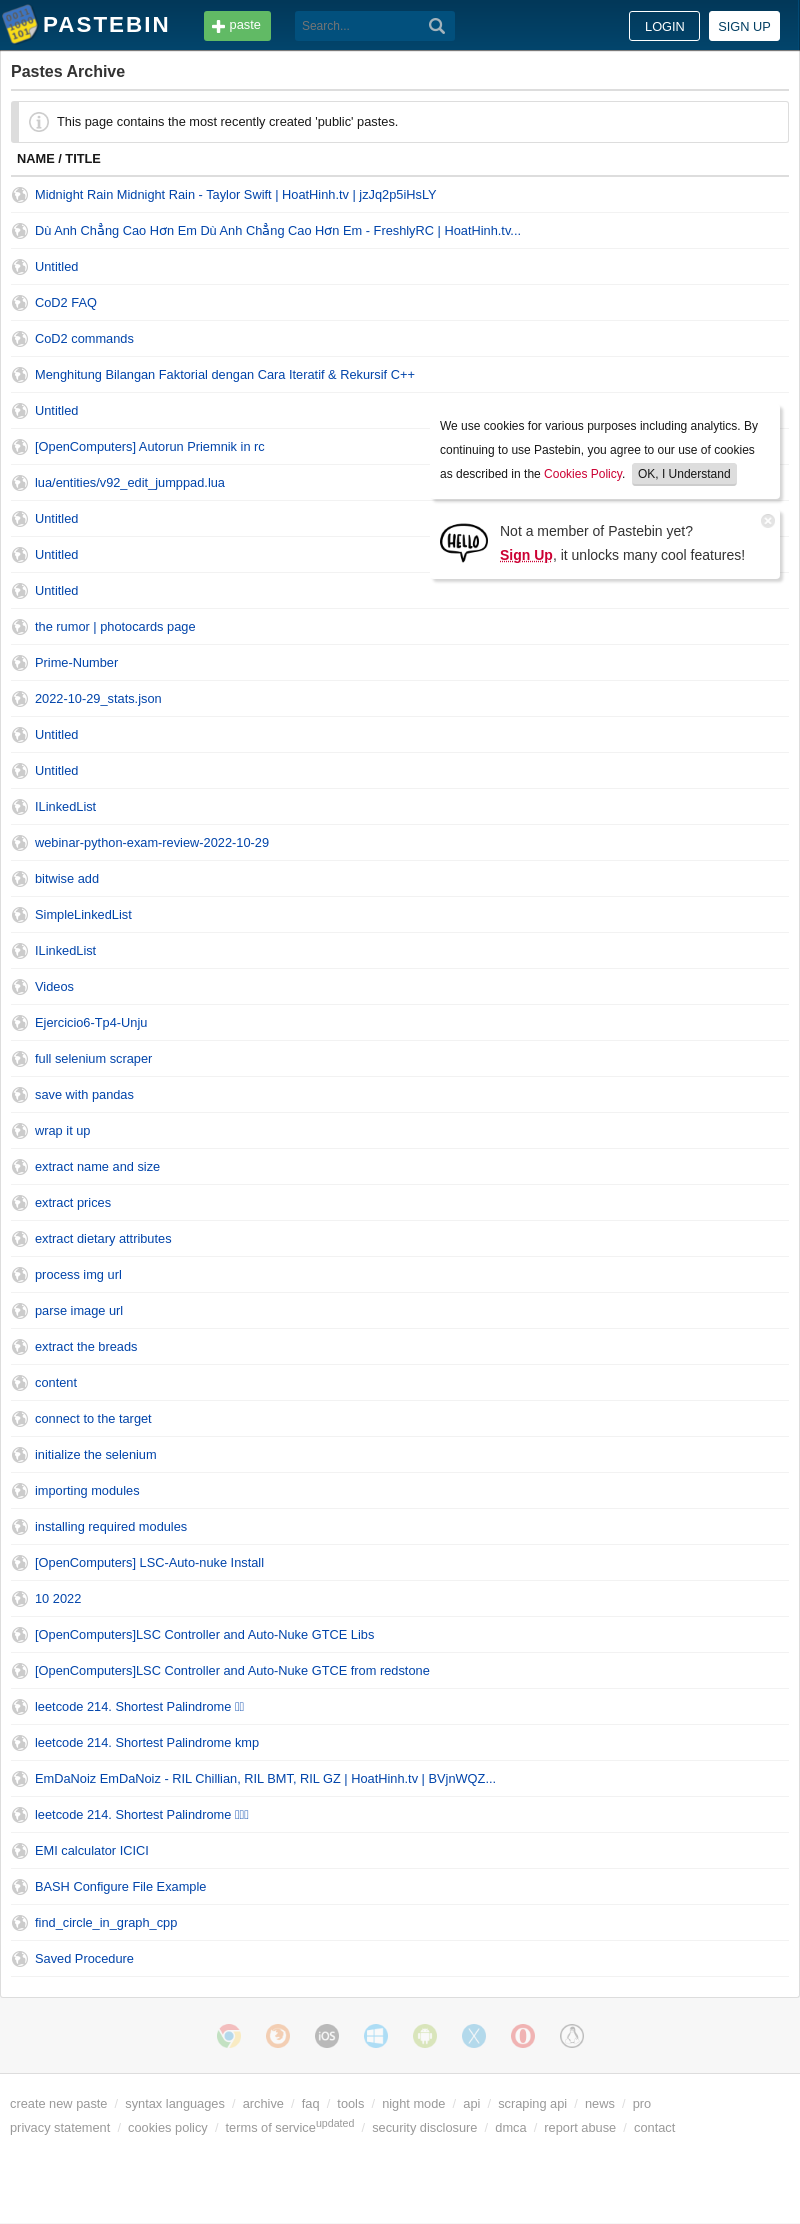 PASTEBIN
paste
Search...
LOGIN
SIGN UP
Pastes Archive
This page contains the most recently created 'public' pastes.
NAME / TITLE
Midnight Rain Midnight Rain - Taylor Swift | HoatHinh.tv | jzJq2p5iHsLY
Dù Anh Chẳng Cao Hơn Em Dù Anh Chẳng Cao Hơn Em - FreshlyRC | HoatHinh.tv...
Untitled
CoD2 FAQ
CoD2 commands
Menghitung Bilangan Faktorial dengan Cara Iteratif & Rekursif C++
Untitled
[OpenComputers] Autorun Priemnik in rc
lua/entities/v92_edit_jumppad.lua
Untitled
Untitled
Untitled
We use cookies for various purposes including analytics. By
continuing to use Pastebin, you agree to our use of cookies
as described in the Cookies Policy. OK, I Understand
HELLO
Not a member of Pastebin yet?
Sign Up, it unlocks many cool features!
the rumor | photocards page
Prime-Number
2022-10-29_stats.json
Untitled
Untitled
ILinkedList
webinar-python-exam-review-2022-10-29
bitwise add
SimpleLinkedList
ILinkedList
Videos
Ejercicio6-Tp4-Unju
full selenium scraper
save with pandas
wrap it up
extract name and size
extract prices
extract dietary attributes
process img url
parse image url
extract the breads
content
connect to the target
initialize the selenium
importing modules
installing required modules
[OpenComputers] LSC-Auto-nuke Install
10 2022
[OpenComputers]LSC Controller and Auto-Nuke GTCE Libs
[OpenComputers]LSC Controller and Auto-Nuke GTCE from redstone
leetcode 214. Shortest Palindrome
leetcode 214. Shortest Palindrome kmp
EmDaNoiz EmDaNoiz - RIL Chillian, RIL BMT, RIL GZ | HoatHinh.tv | BVjnWQZ...
leetcode 214. Shortest Palindrome
EMI calculator ICICI
BASH Configure File Example
find_circle_in_graph_cpp
Saved Procedure
iOS
create new paste / syntax languages / archive / faq / tools / night mode / api / scraping api / news / pro
privacy statement / cookies policy / terms of service updated / security disclosure / dmca / report abuse / contact